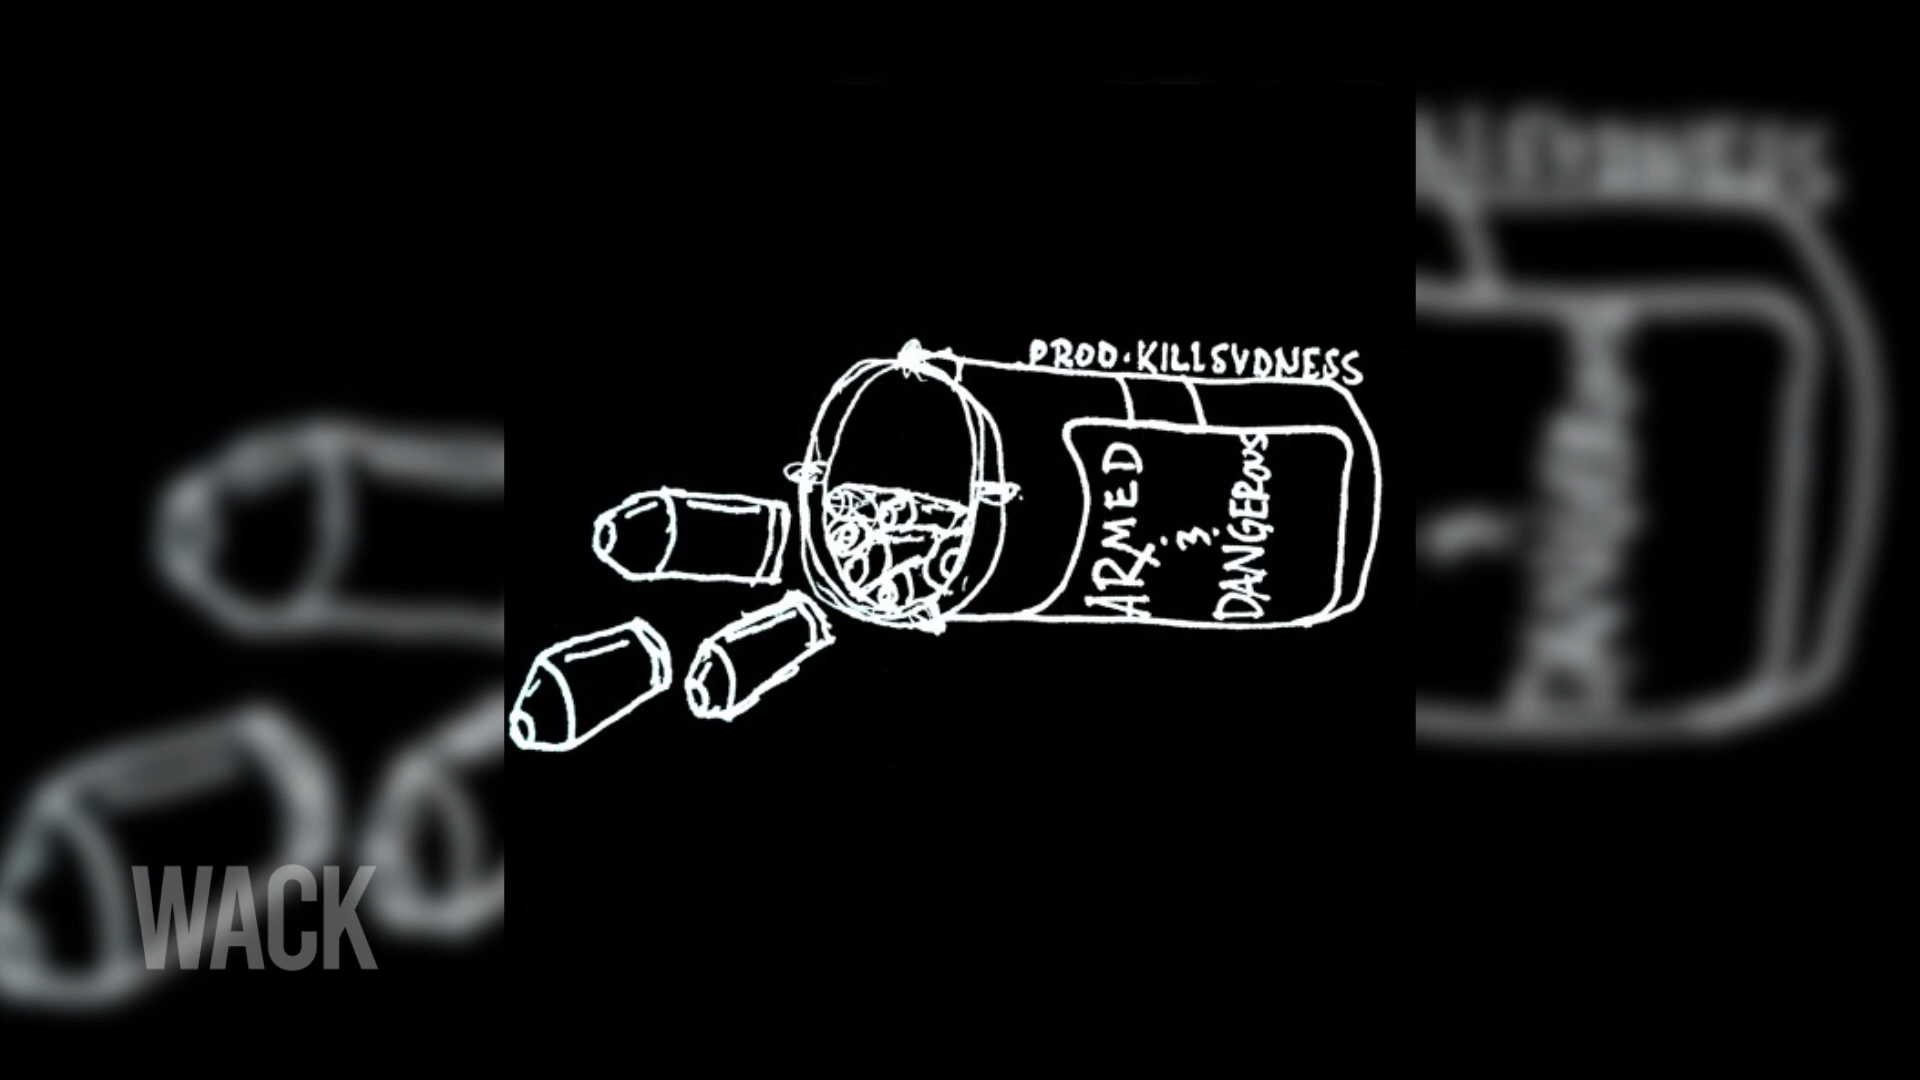 PROD. KILLSVDNESS
ARMED
.3.
DANGEROUS
WACK